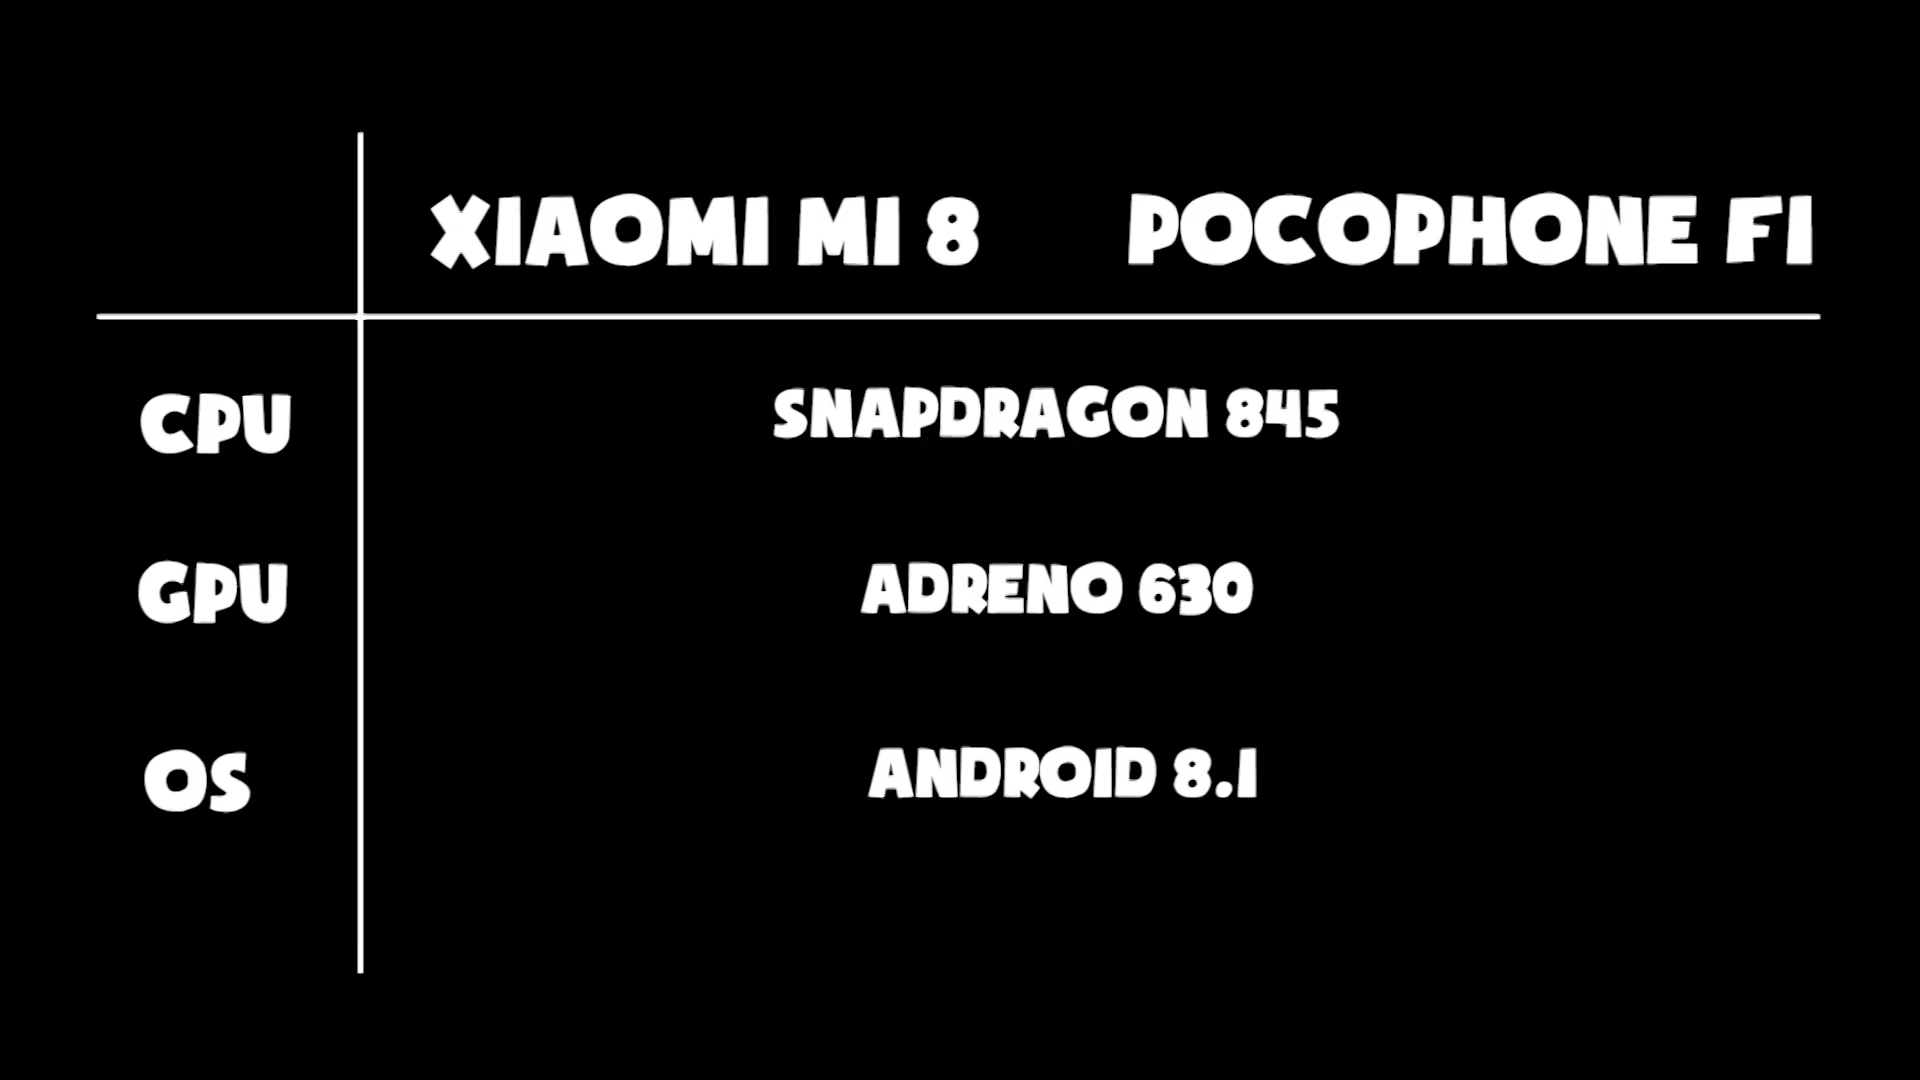 XIAOMI MI 8 POCOPHONE F1
CPU SNAPDRAGON 845
GPU ADRENO 630
OS ANDROID 8.1